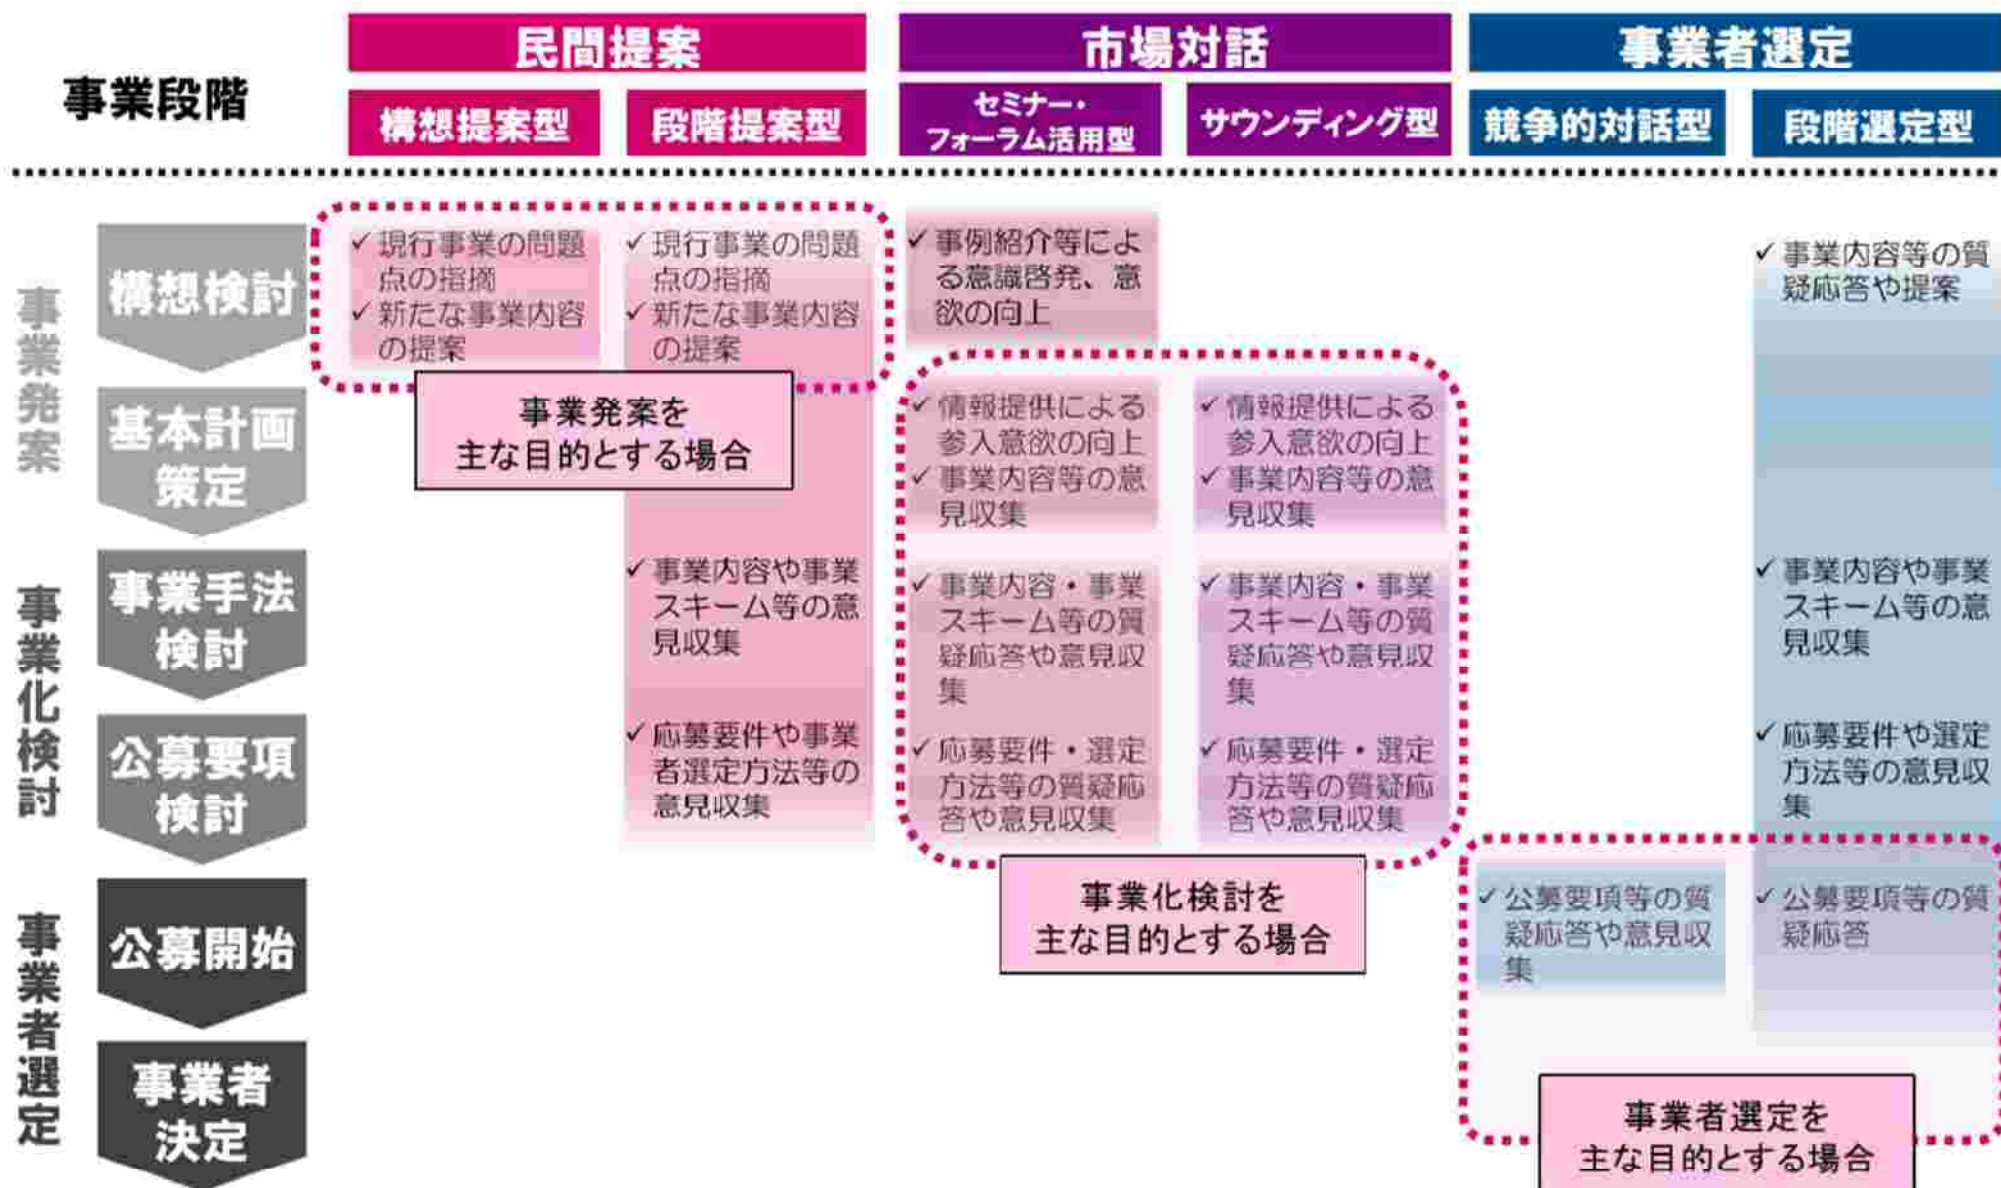 民間提案
市場対話
事業者選定
事業段階
構想提案型
段階提案型
セミナー・
フォーラム活用型
サウンディング型
競争的対話型
段階選定型
事業発案
構想検討
✓ 現行事業の問題
点の指摘
✓ 新たな事業内容
の提案
✓ 現行事業の問題
点の指摘
✓ 新たな事業内容
の提案
✓ 事例紹介等によ
る意識啓発、意
欲の向上
✓ 事業内容等の質
疑応答や提案
事業発案を
主な目的とする場合
基本計画
策定
✓ 情報提供による
参入意欲の向上
✓ 事業内容等の意
見収集
✓ 情報提供による
参入意欲の向上
✓ 事業内容等の意
見収集
事業化検討
事業手法
検討
✓ 事業内容や事業
スキーム等の意
見収集
✓ 事業内容・事業
スキーム等の質
疑応答や意見収
集
✓ 事業内容・事業
スキーム等の質
疑応答や意見収
集
✓ 事業内容や事業
スキーム等の意
見収集
公募要項
検討
✓ 応募要件や事業
者選定方法等の
意見収集
✓ 応募要件・選定
方法等の質疑応
答や意見収集
✓ 応募要件・選定
方法等の質疑応
答や意見収集
✓ 応募要件や選定
方法等の意見収
集
事業化検討を
主な目的とする場合
事業者選定
公募開始
✓ 公募要項等の質
疑応答や意見収
集
✓ 公募要項等の質
疑応答
事業者
決定
事業者選定を
主な目的とする場合